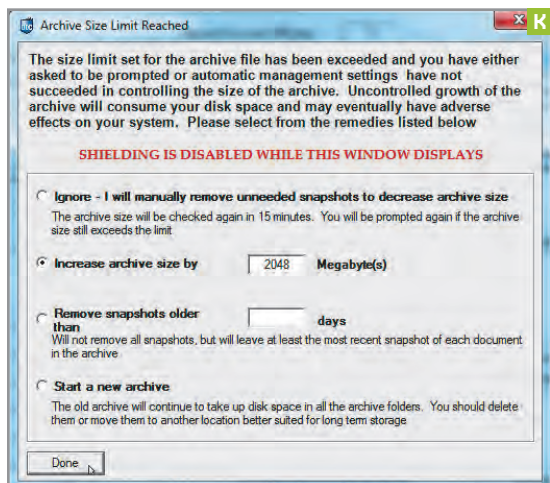 Archive Size Limit Reached
K
The size limit set for the archive file has been exceeded and you have either
asked to be prompted or automatic management settings have not
succeeded in controlling the size of the archive. Uncontrolled growth of the
archive will consume your disk space and may eventually have adverse
effects on your system. Please select from the remedies listed below
SHIELDING IS DISABLED WHILE THIS WINDOW DISPLAYS
Ignore - I will manually remove unneeded snapshots to decrease archive size
The archive size will be checked again in 15 minutes. You will be prompted again if the archive
size still exceeds the limit
Increase archive size by 2048 Megabyte(s)
Remove snapshots older
than days
Will not remove all snapshots, but will leave at least the most recent snapshot of each document
in the archive
Start a new archive
The old archive will continue to take up disk space in all the archive folders. You should delete
them or move them to another location better suited for long term storage
Done